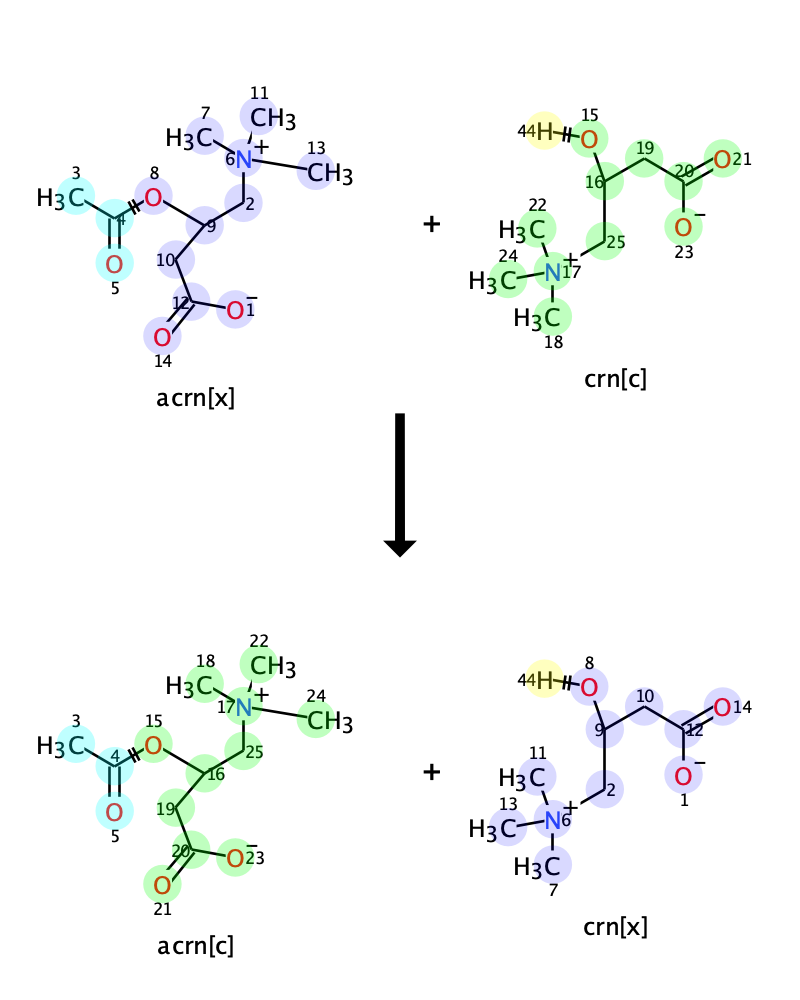 11
7 CH3 15
H3C 13 44H O 19
6 N + CH3 20 O 21
3 8 16
H3C O 2 22 O −
4 9 H3C 25 23
O 10 + 24 +
5 12 O − 1 H3C N 17
O H3C
14 18
acrn[x] crn[c]
22
18 CH3 8
H3C + 24 44H O 10 O 14
17 N CH3 9 12
3 15 25 11 O −
H3C 4 O 16 H3C 2 1
O 19 + 13 +
5 20 O − 23 H3C N 6
O H3C
21 7
acrn[c] crn[x]